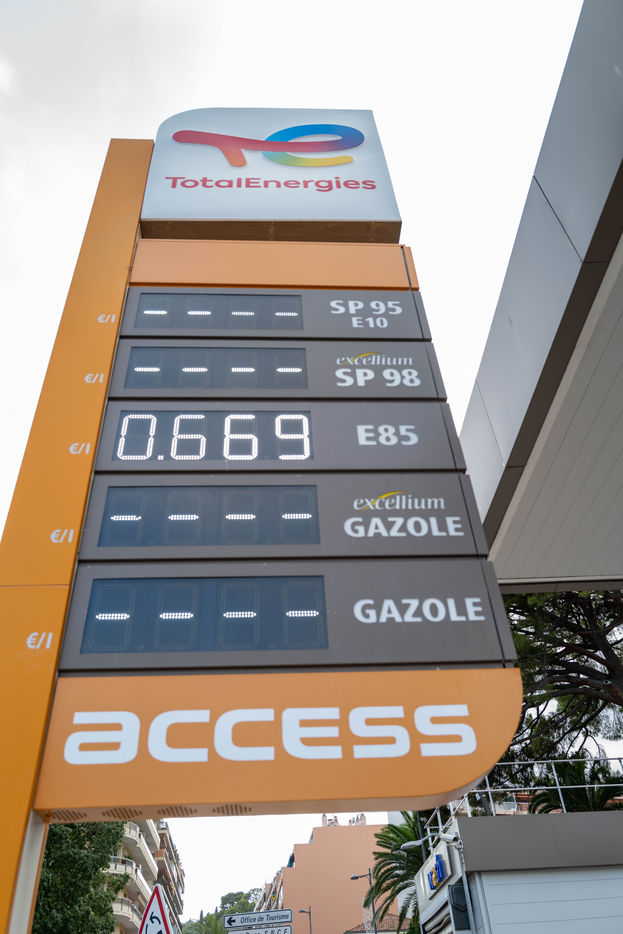 TotalEnergies
€/l - - - - SP 95
E10
excellium
€/l - - - - SP 98
€/l 0.669 E85
excellium
€/l - - - - GAZOLE
€/l - - - - GAZOLE
access
Office de Tourisme